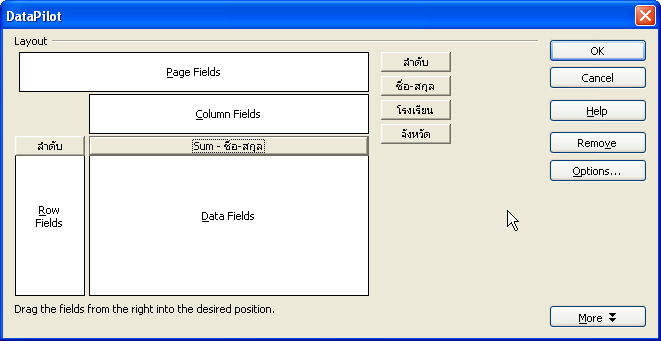 DataPilot
Layout
Page Fields
Column Fields
ลำดับ
Sum - ชื่อ-สกุล
Row
Fields
Data Fields
ลำดับ
ชื่อ-สกุล
โรงเรียน
จังหวัด
OK
Cancel
Help
Remove
Options...
Drag the fields from the right into the desired position.
More